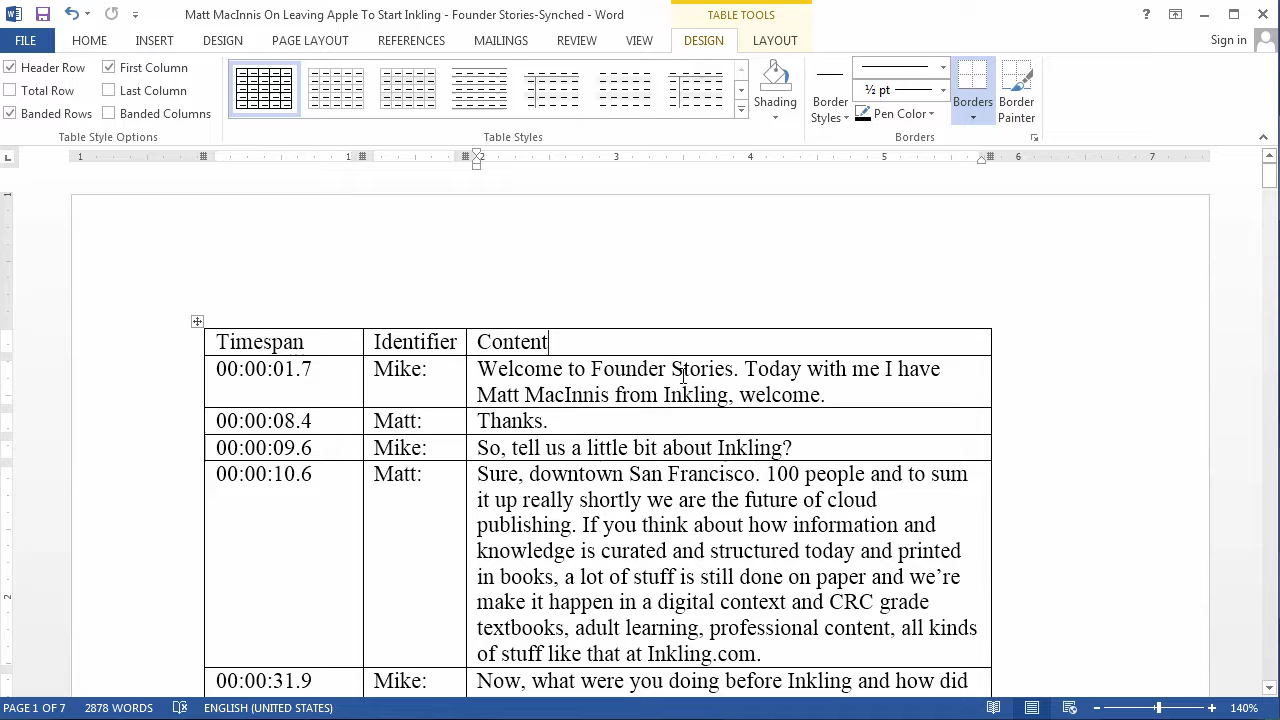 Matt MacInnis On Leaving Apple To Start Inkling - Founder Stories-Synched - Word
TABLE TOOLS
?
FILE HOME INSERT DESIGN PAGE LAYOUT REFERENCES MAILINGS REVIEW VIEW DESIGN LAYOUT Sign in
Header Row First Column
Total Row Last Column
Banded Rows Banded Columns
Table Style Options
Table Styles
Shading
Border Styles
½ pt
Pen Color
Borders
Border Painter
Borders
1 1 2 3 4 5 6 7
1
2
Timespan Identifier Content
00:00:01.7 Mike: Welcome to Founder Stories. Today with me I have
Matt MacInnis from Inkling, welcome.
00:00:08.4 Matt: Thanks.
00:00:09.6 Mike: So, tell us a little bit about Inkling?
00:00:10.6 Matt: Sure, downtown San Francisco. 100 people and to sum
it up really shortly we are the future of cloud
publishing. If you think about how information and
knowledge is curated and structured today and printed
in books, a lot of stuff is still done on paper and we’re
make it happen in a digital context and CRC grade
textbooks, adult learning, professional content, all kinds
of stuff like that at Inkling.com.
00:00:31.9 Mike: Now, what were you doing before Inkling and how did
PAGE 1 OF 7 2878 WORDS ENGLISH (UNITED STATES) 140%